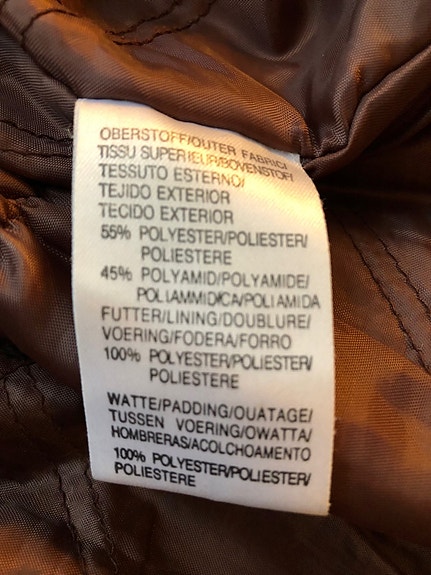 OBERSTOFF/OUTER FABRIC/
TISSU SUPERIEUR/BOVENSTOF/
TESSUTO ESTERNO/
TEJIDO EXTERIOR
TECIDO EXTERIOR
55% POLYESTER/POLIESTER/
POLIESTERE
45% POLYAMID/POLYAMIDE/
POLIAMMIDICA/POLIAMIDA
FUTTER/LINING/DOUBLURE/
VOERING/FODERA/FORRO
100% POLYESTER/POLIESTER/
POLIESTERE
WATTE/PADDING/OUATAGE/
TUSSEN VOERING/OWATTA/
HOMBRERAS/ACOLCHOAMENTO
100% POLYESTER/POLIESTER/
POLIESTERE